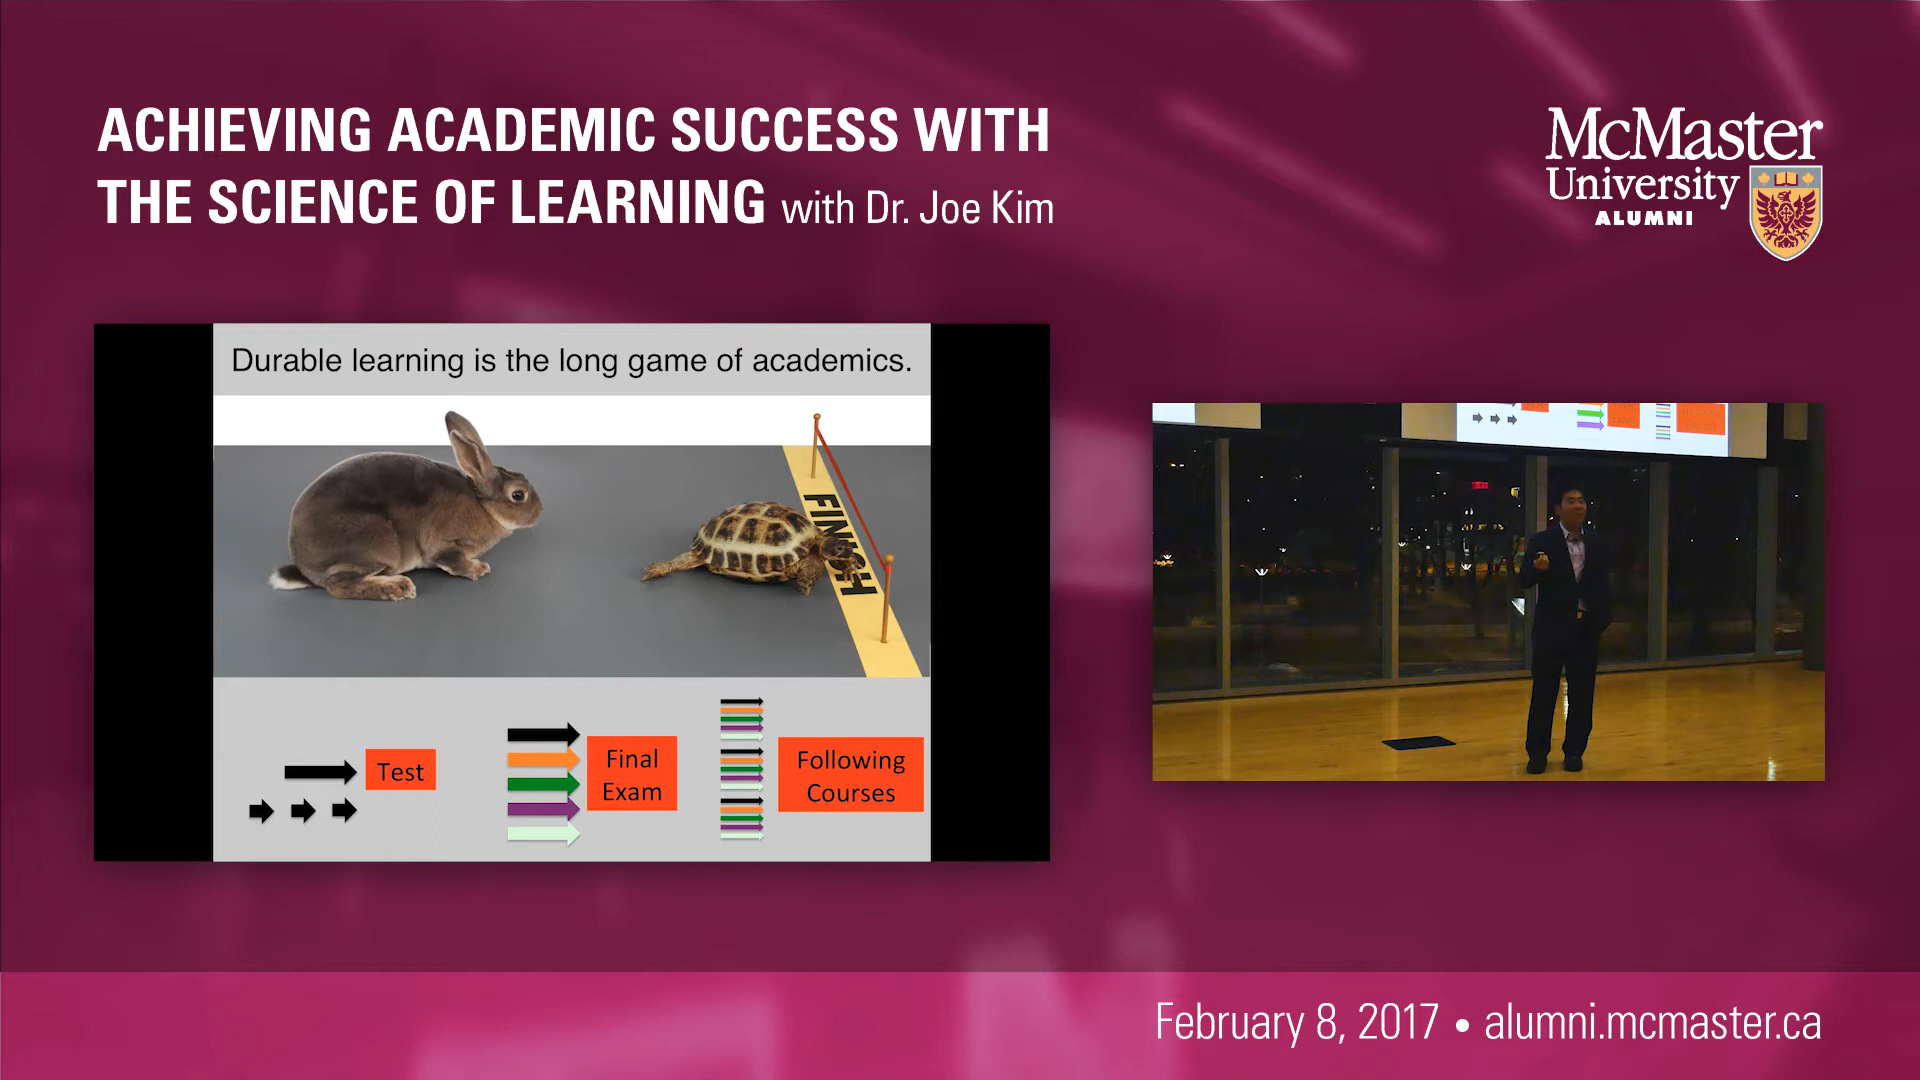 ACHIEVING ACADEMIC SUCCESS WITH
THE SCIENCE OF LEARNING with Dr. Joe Kim
McMaster
University
ALUMNI
Durable learning is the long game of academics.
FINISH
Test
Final
Exam
Following
Courses
February 8, 2017 • alumni.mcmaster.ca